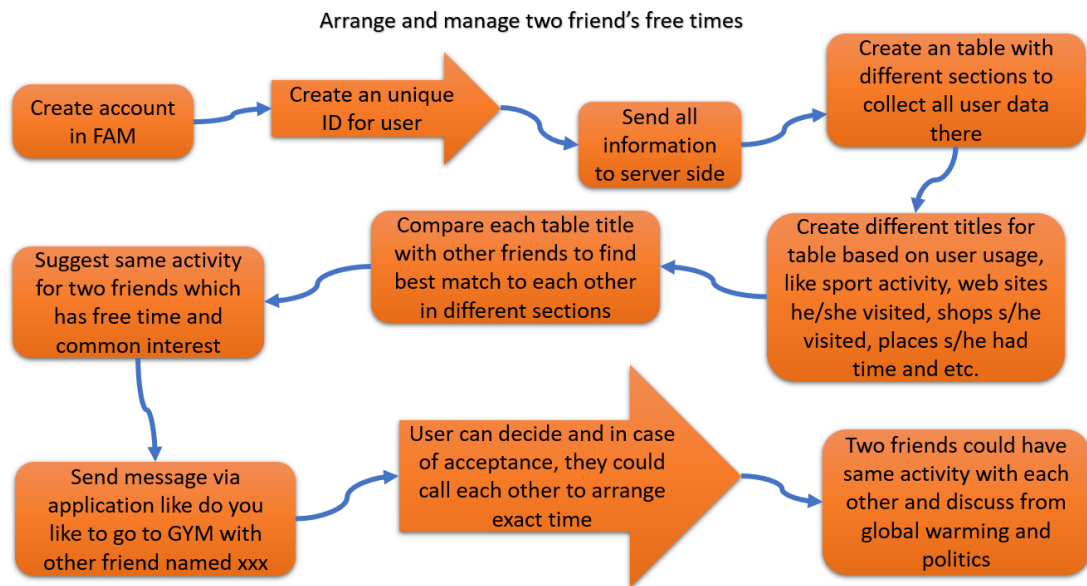 Arrange and manage two friend's free times
Create account
in FAM
Create an unique
ID for user
Send all
information
to server side
Create an table with
different sections to
collect all user data
there
Create different titles for
table based on user usage,
like sport activity, web sites
he/she visited, shops s/he
visited, places s/he had
time and etc.
Compare each table title
with other friends to find
best match to each other
in different sections
Suggest same activity
for two friends which
has free time and
common interest
Send message via
application like do you
like to go to GYM with
other friend named xxx
User can decide and in case
of acceptance, they could
call each other to arrange
exact time
Two friends could have
same activity with each
other and discuss from
global warming and
politics